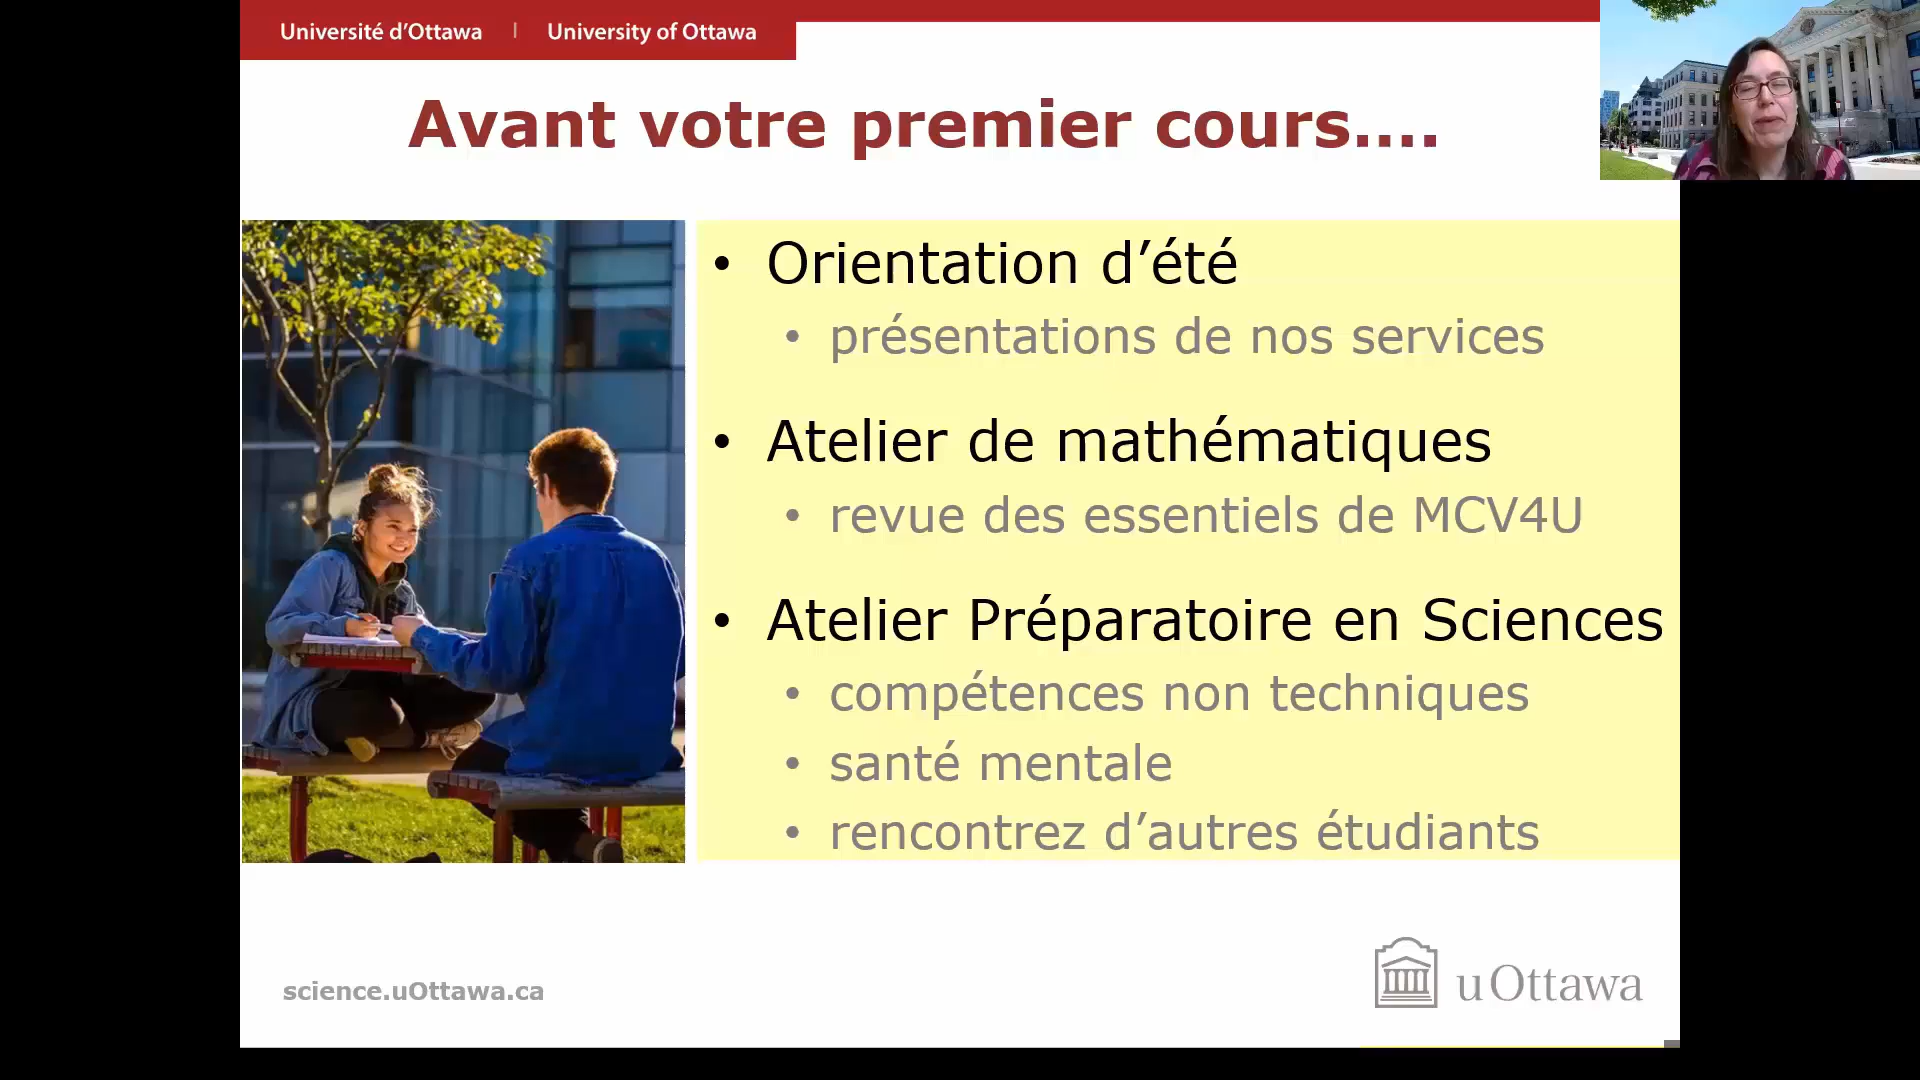 Université d'Ottawa | University of Ottawa
Avant votre premier cours....
• Orientation d'été
• présentations de nos services
• Atelier de mathématiques
• revue des essentiels de MCV4U
• Atelier Préparatoire en Sciences
• compétences non techniques
• santé mentale
• rencontrez d'autres étudiants
science.uOttawa.ca
uOttawa